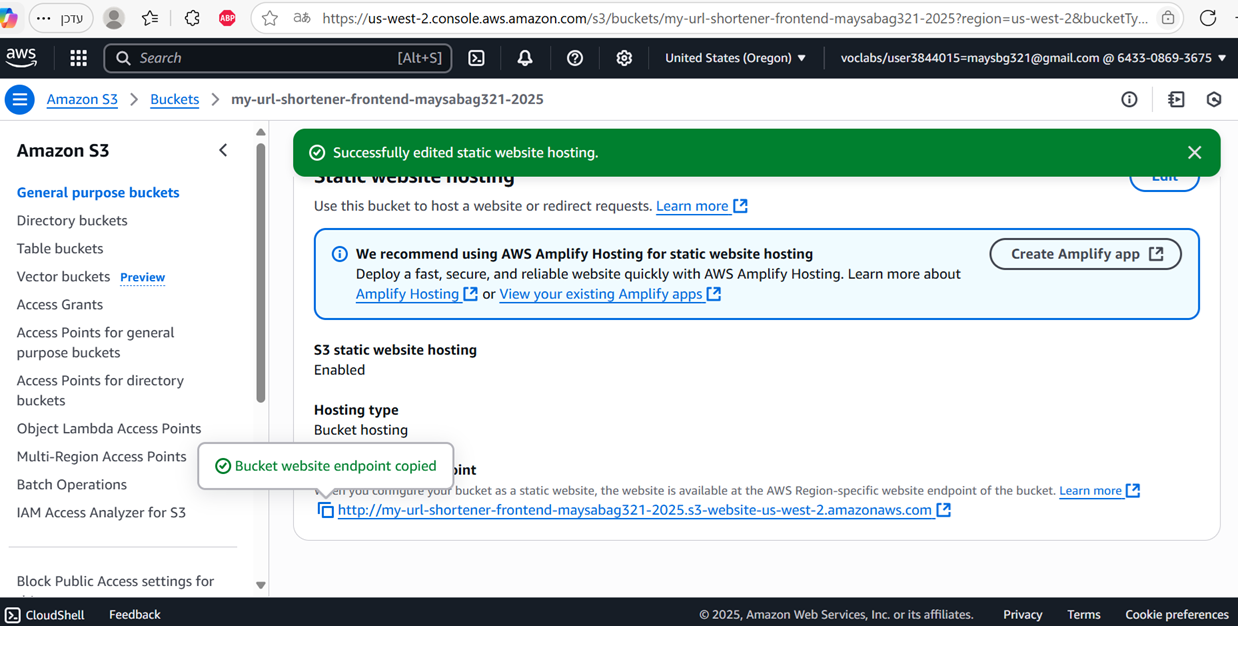 עדכן
ABP
aあ
https://us-west-2.console.aws.amazon.com/s3/buckets/my-url-shortener-frontend-maysabag321-2025?region=us-west-2&bucketTy...
aws
Search
[Alt+S]
United States (Oregon)
voclabs/user3844015=maysbg321@gmail.com @ 6433-0869-3675
Amazon S3 > Buckets > my-url-shortener-frontend-maysabag321-2025
Amazon S3
General purpose buckets
Directory buckets
Table buckets
Vector buckets Preview
Access Grants
Access Points for general
purpose buckets
Access Points for directory
buckets
Object Lambda Access Points
Multi-Region Access Points
Batch Operations
IAM Access Analyzer for S3
Block Public Access settings for
Successfully edited static website hosting.
Static website hosting
Edit
Use this bucket to host a website or redirect requests. Learn more
We recommend using AWS Amplify Hosting for static website hosting
Deploy a fast, secure, and reliable website quickly with AWS Amplify Hosting. Learn more about
Amplify Hosting or View your existing Amplify apps
Create Amplify app
S3 static website hosting
Enabled
Hosting type
Bucket hosting
Bucket website endpoint copied
When you configure your bucket as a static website, the website is available at the AWS Region-specific website endpoint of the bucket. Learn more
http://my-url-shortener-frontend-maysabag321-2025.s3-website-us-west-2.amazonaws.com
CloudShell
Feedback
© 2025, Amazon Web Services, Inc. or its affiliates.
Privacy
Terms
Cookie preferences